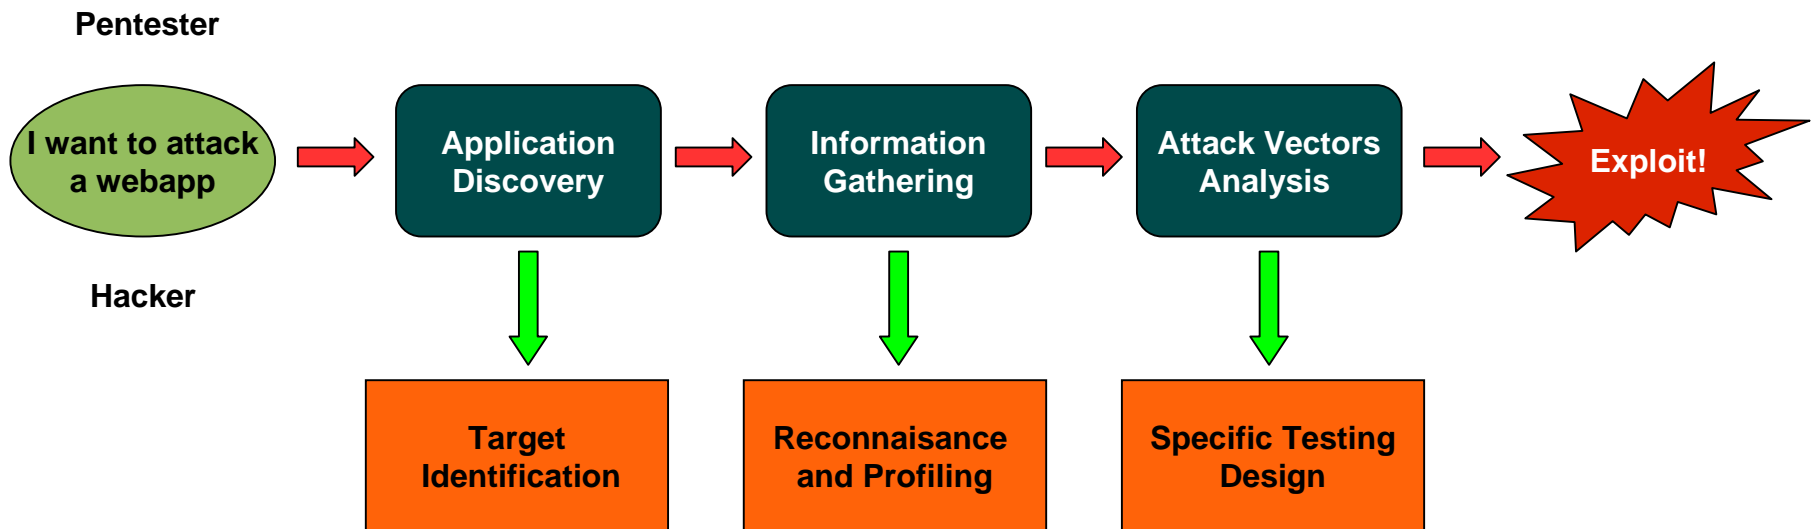 Pentester
I want to attack
a webapp
Hacker
Application
Discovery
Information
Gathering
Attack Vectors
Analysis
Exploit!
Target
Identification
Reconnaisance
and Profiling
Specific Testing
Design